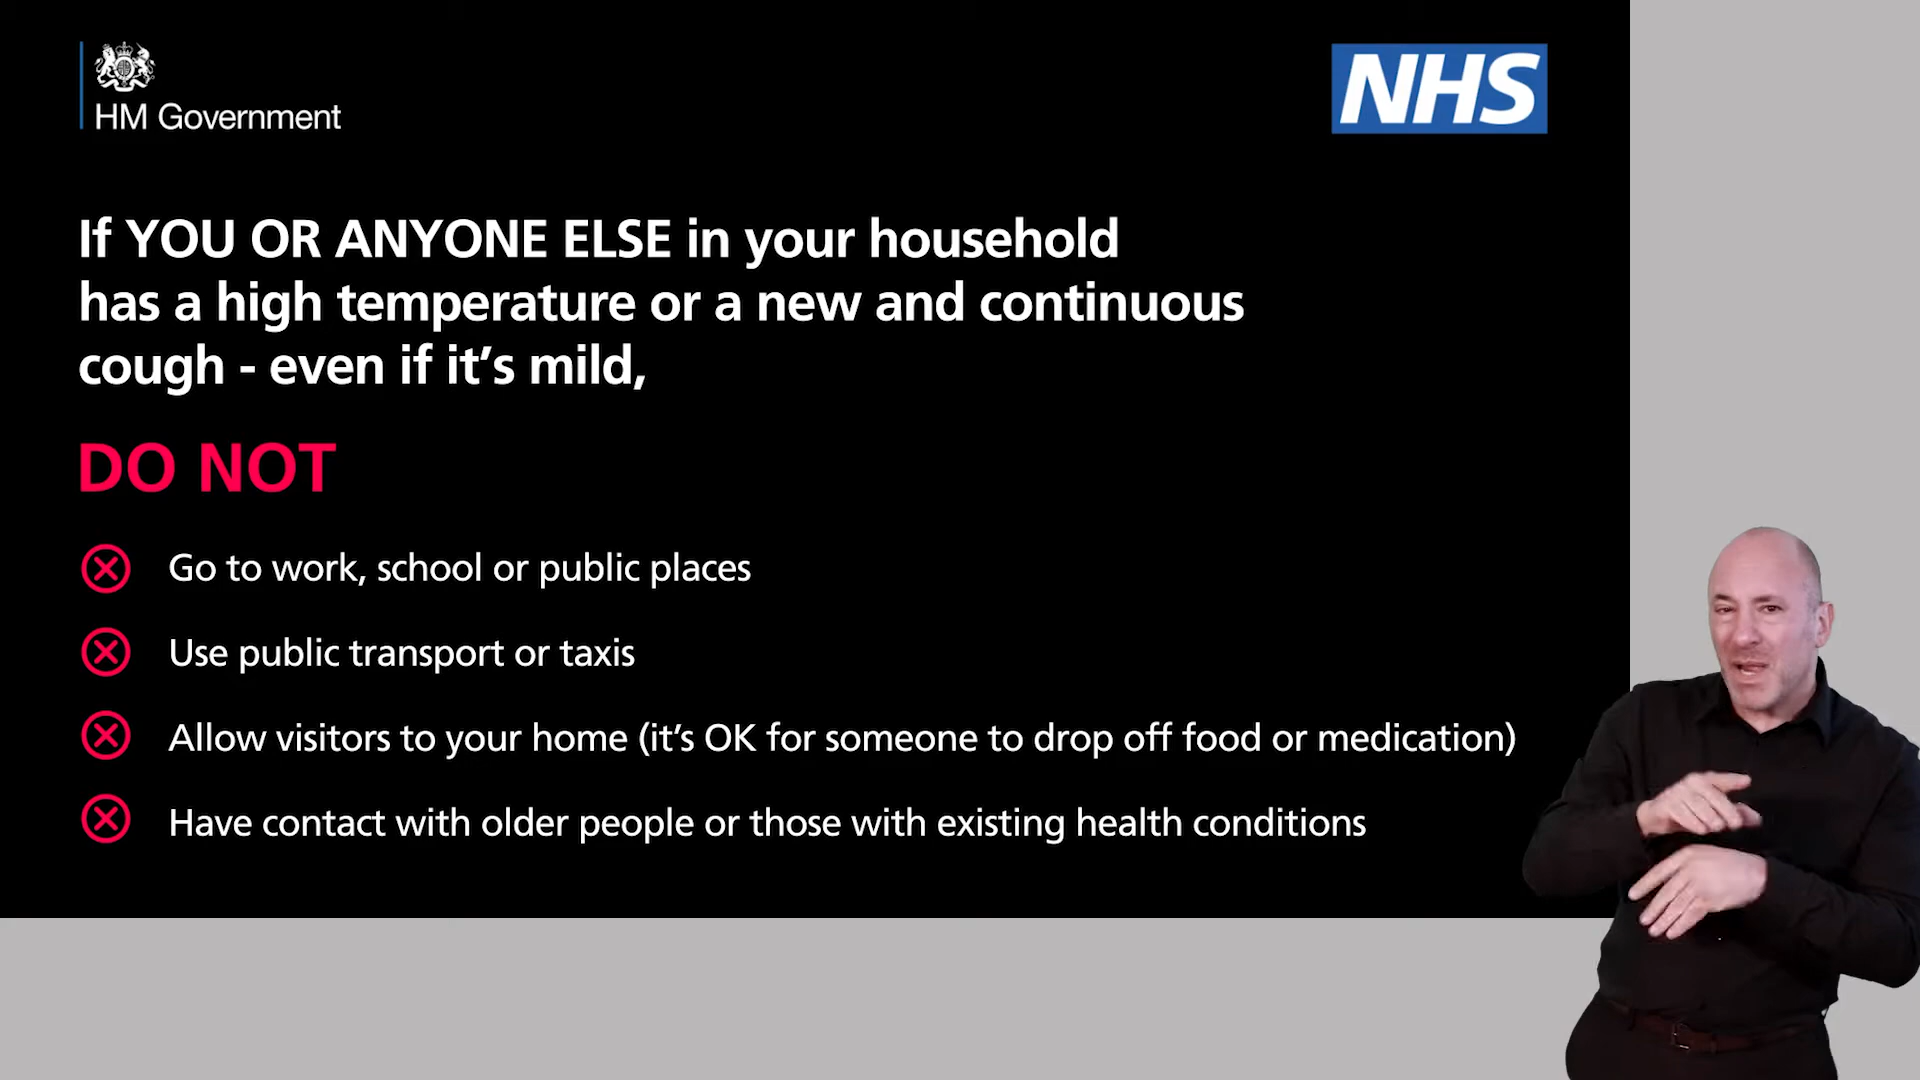 HM Government
NHS
If YOU OR ANYONE ELSE in your household
has a high temperature or a new and continuous
cough - even if it's mild,
DO NOT
Go to work, school or public places
Use public transport or taxis
Allow visitors to your home (it's OK for someone to drop off food or medication)
Have contact with older people or those with existing health conditions